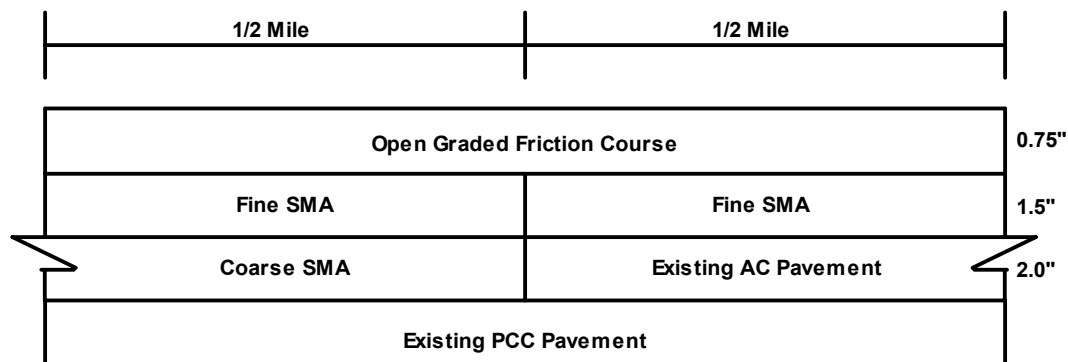 1/2 Mile
1/2 Mile
Open Graded Friction Course
0.75"
Fine SMA
Fine SMA
1.5"
Coarse SMA
Existing AC Pavement
2.0"
Existing PCC Pavement